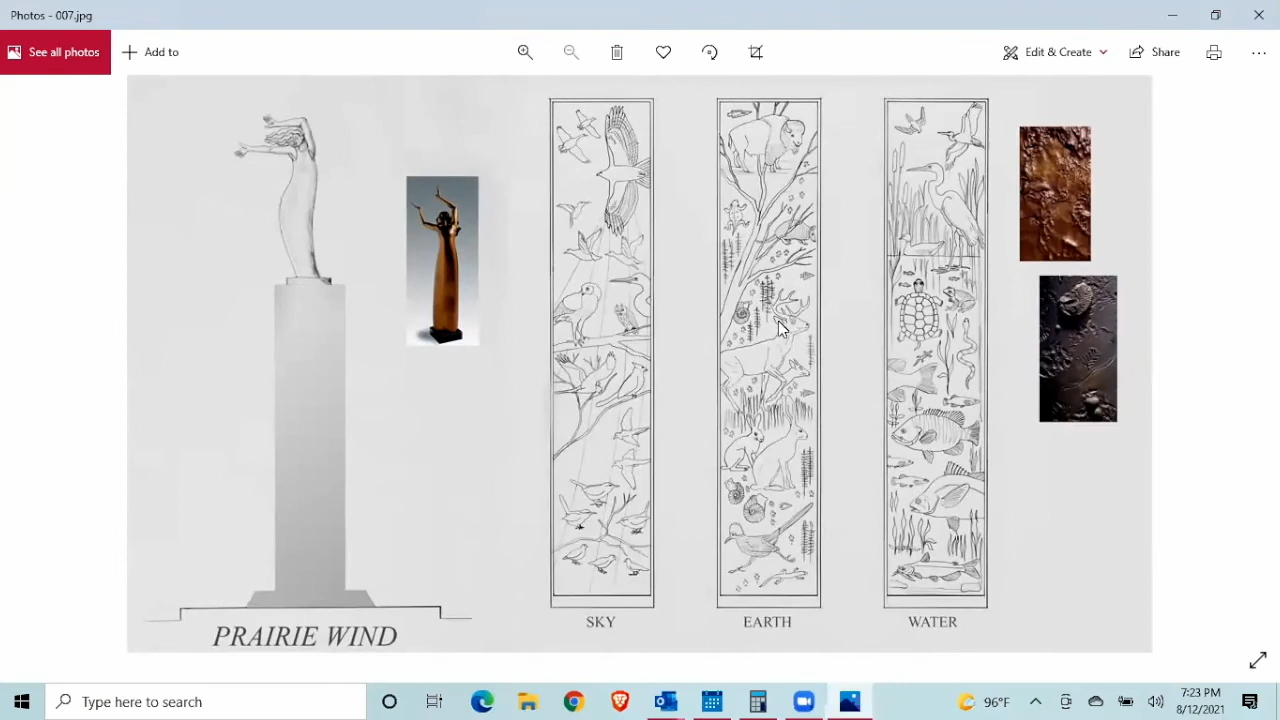 Photos - 007.jpg
See all photos
Add to
Edit & Create
Share
PRAIRIE WIND
SKY
EARTH
WATER
Type here to search
96°F
7:23 PM
8/12/2021